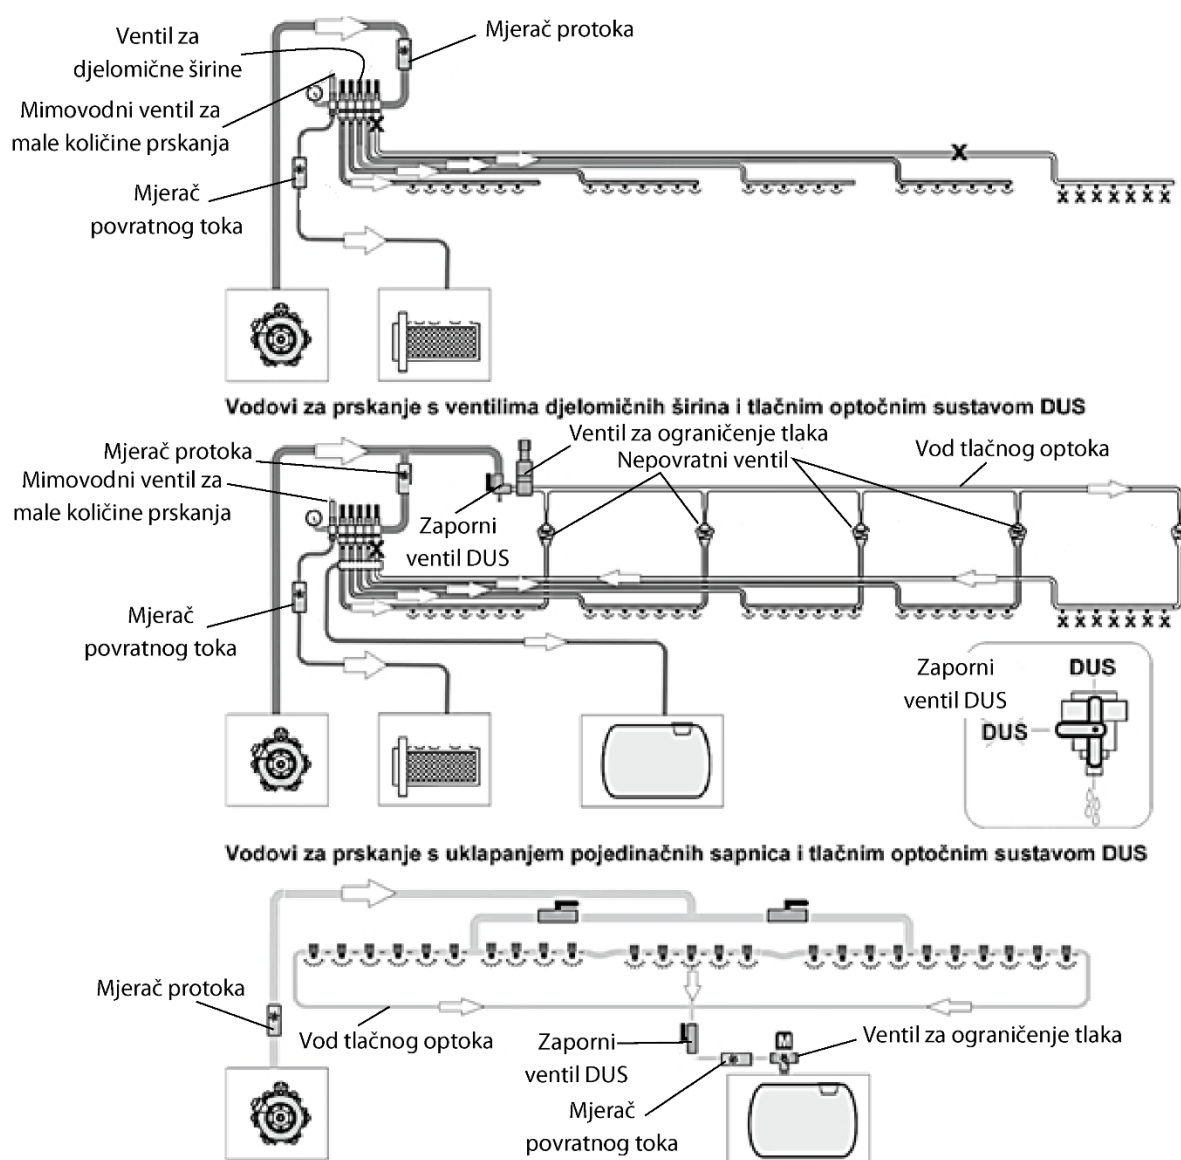 Ventil za
djelomične širine
Mjerač protoka
Mimovodni ventil za
male količine prskanja
Mjerač
povratnog toka
Vodovi za prskanje s ventilima djelomičnih širina i tlačnim optočnim sustavom DUS
Mjerač protoka
Mimovodni ventil za
male količine prskanja
Ventil za ograničenje tlaka
Nepovratni ventil
Vod tlačnog optoka
Zaporni
ventil DUS
Mjerač
povratnog toka
Zaporni
ventil DUS
DUS
DUS
Vodovi za prskanje s uklapanjem pojedinačnih sapnica i tlačnim optočnim sustavom DUS
Mjerač protoka
Vod tlačnog optoka
Zaporni
ventil DUS
Ventil za ograničenje tlaka
M
Mjerač
povratnog toka